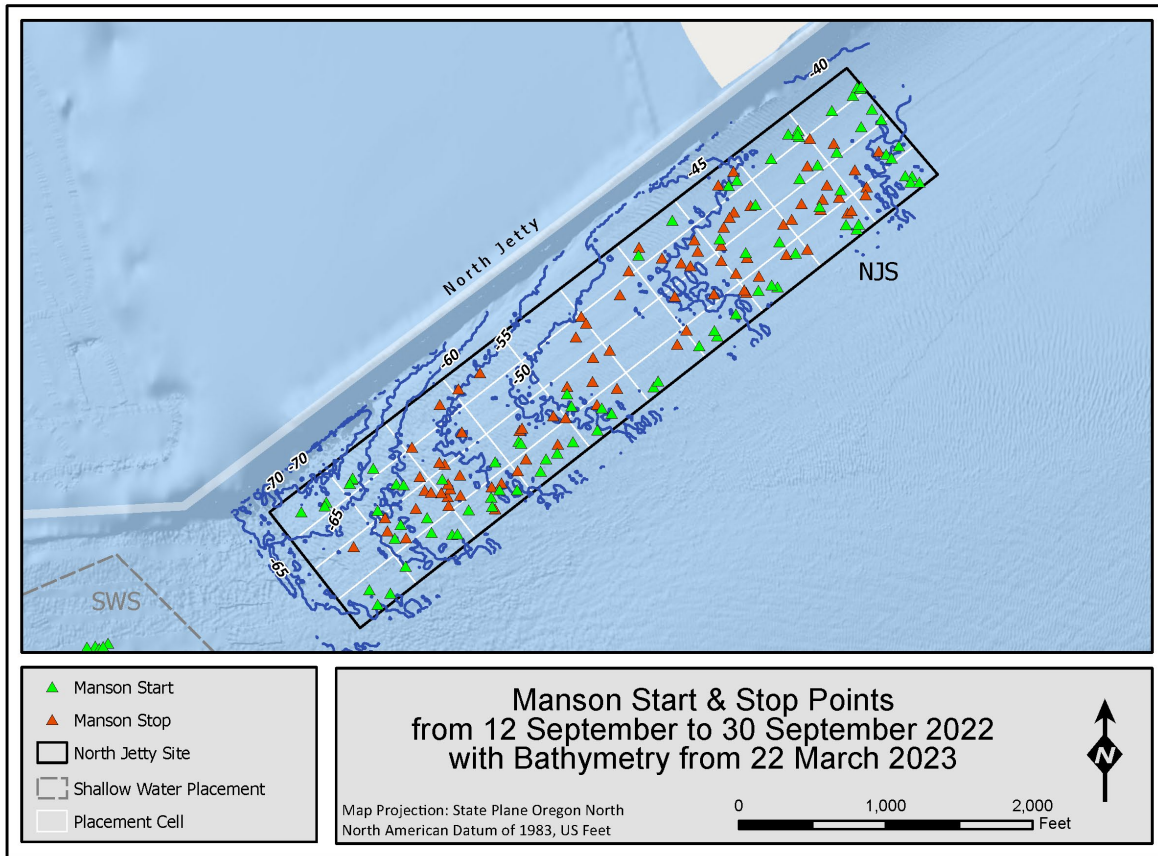 -40
-45
North Jetty
NJS
-55
-60
-50
-70
-70
-65
-65
SWS
Manson Start
Manson Stop
North Jetty Site
Shallow Water Placement
Placement Cell
Manson Start & Stop Points
from 12 September to 30 September 2022
with Bathymetry from 22 March 2023
Map Projection: State Plane Oregon North
North American Datum of 1983, US Feet
0 1,000 2,000
Feet
N